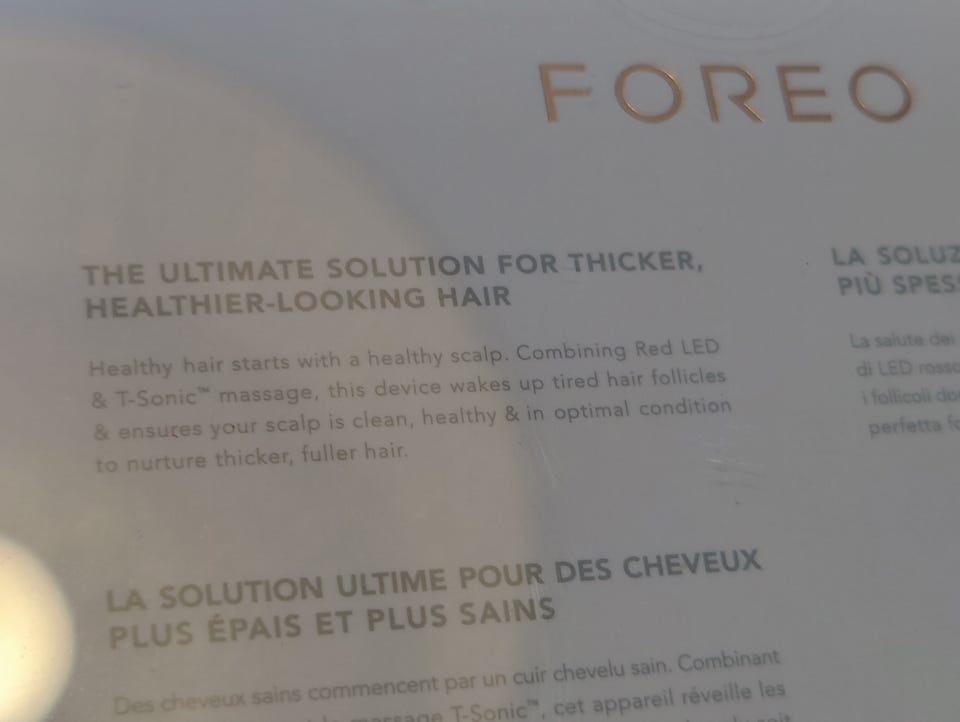 FOREO
THE ULTIMATE SOLUTION FOR THICKER,
HEALTHIER-LOOKING HAIR
Healthy hair starts with a healthy scalp. Combining Red LED
& T-Sonic™ massage, this device wakes up tired hair follicles
& ensures your scalp is clean, healthy & in optimal condition
to nurture thicker, fuller hair.
LA SOLUTION ULTIME POUR DES CHEVEUX
PLUS ÉPAIS ET PLUS SAINS
Des cheveux sains commencent par un cuir chevelu sain. Combinant
massage T-Sonic™, cet appareil réveille les
LA SOLUZ
PIÙ SPESS
La salute dei
di LED rosso
i follicoli do
perfetta fo